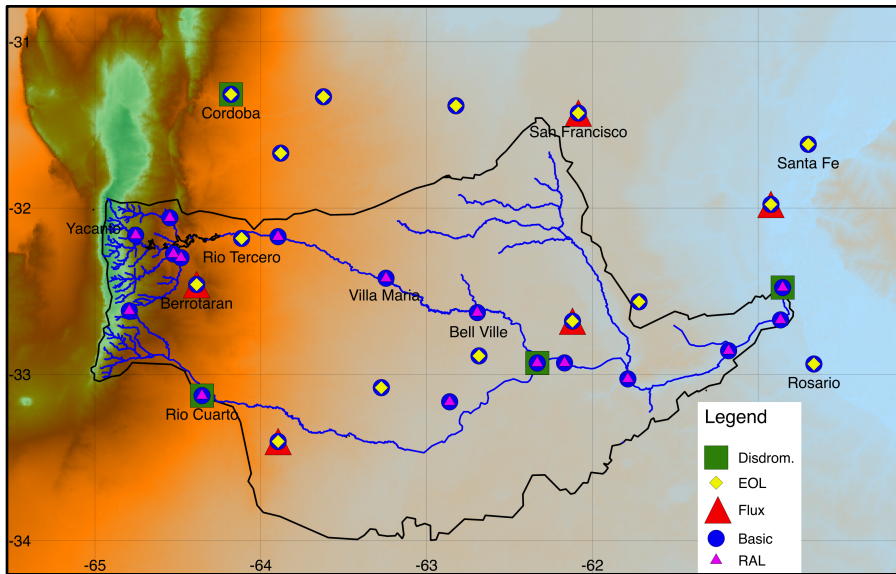 -31
Cordoba
San Francisco
Santa Fe
-32
Yacanto
Rio Tercero
Berrotaran
Villa Maria
Bell Ville
-33
Rosario
Rio Cuarto
Legend
Disdrom.
EOL
Flux
Basic
RAL
-34
-65
-64
-63
-62